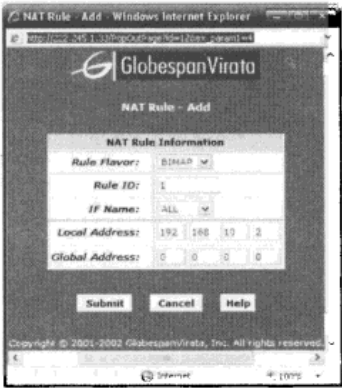 NAT Rule - Add - Windows Internet Explorer
GlobespanVirata
NAT Rule - Add
NAT Rule Information
Rule Flavor: BIMAP
Rule ID: 1
IF Name: ALL
Local Address: 192 168 10 2
Global Address: 0 0 0 0
Submit Cancel Help
Copyright © 2001-2002 GlobespanVirata, Inc. All rights reserved.
Internet 100%